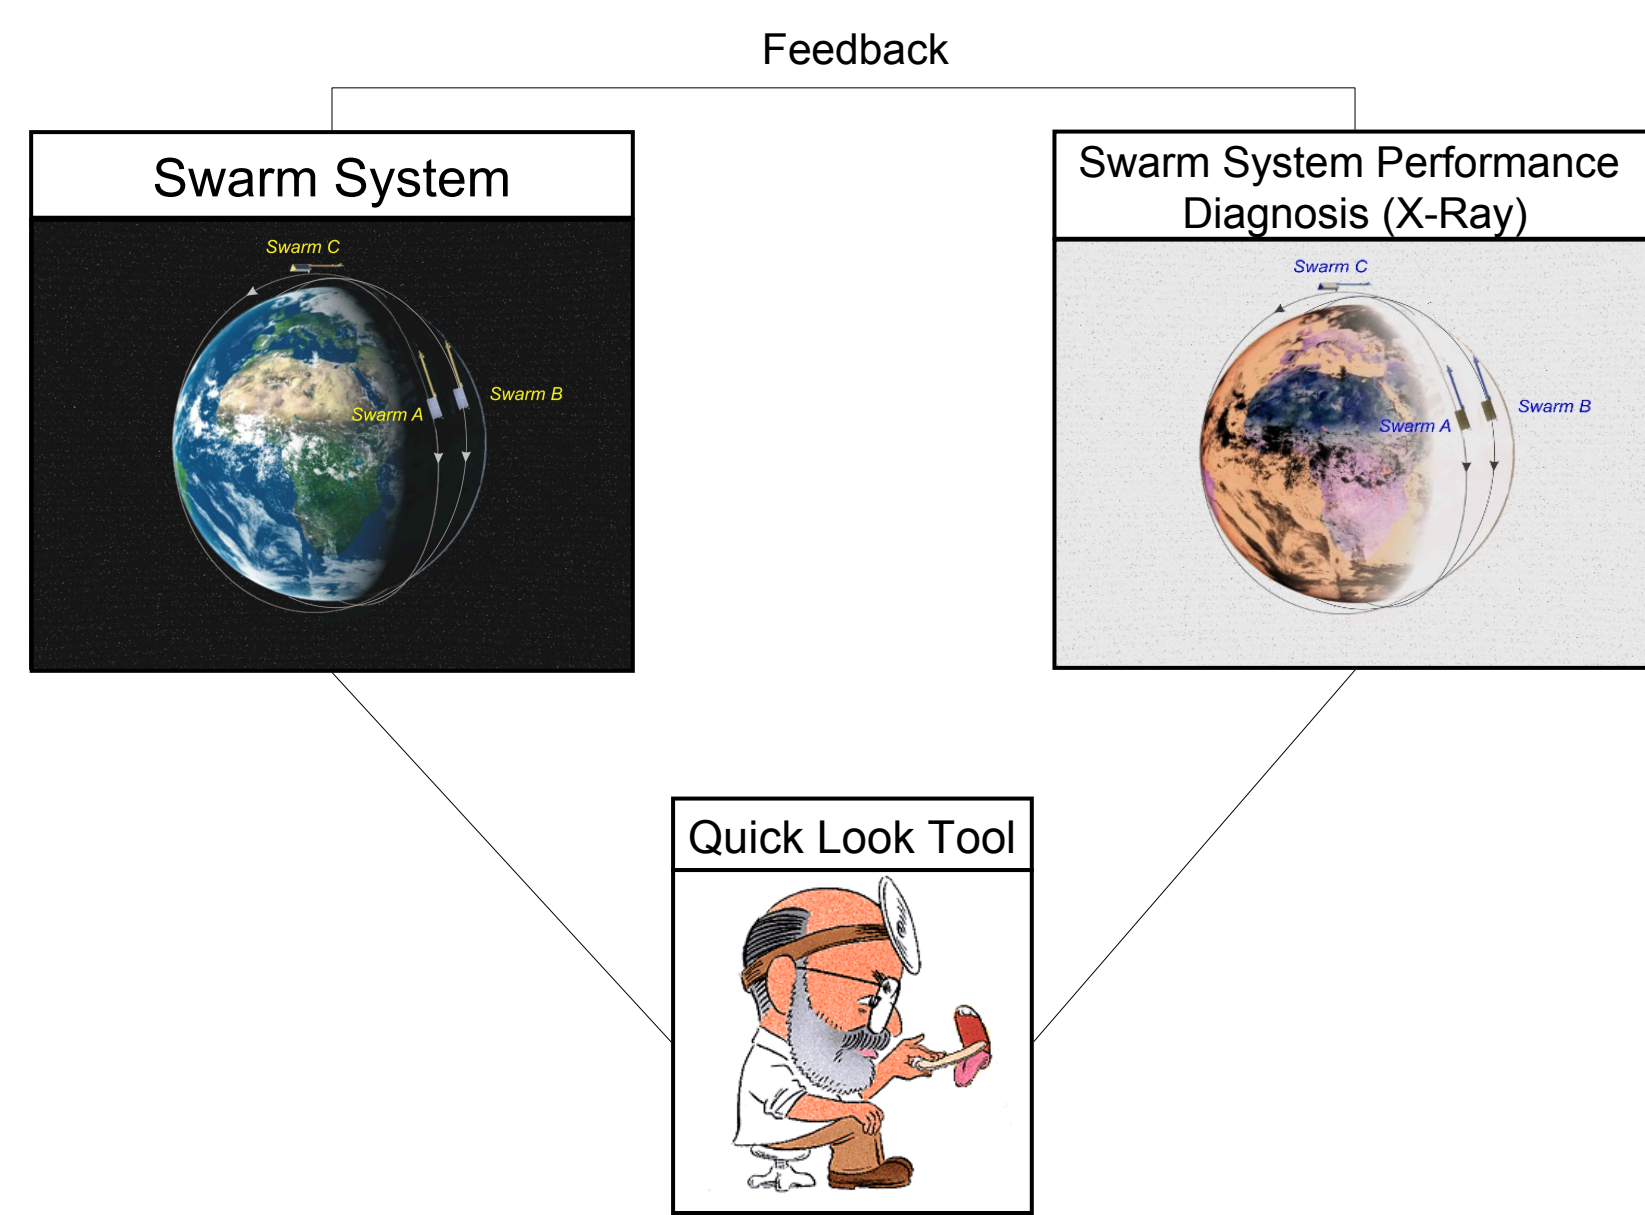 Feedback
Swarm System
Swarm C
Swarm B
Swarm A
Swarm System Performance
Diagnosis (X-Ray)
Swarm C
Swarm B
Swarm A
Quick Look Tool